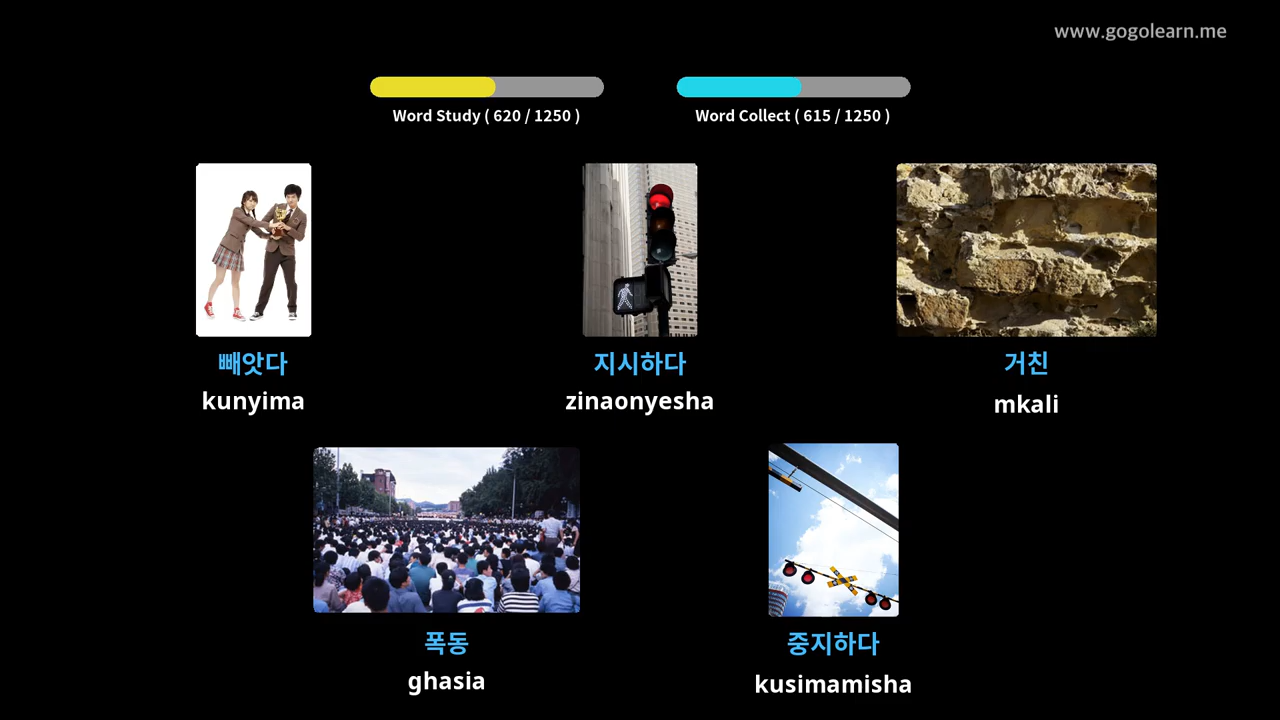 www.gogolearn.me
Word Study ( 620 / 1250 )
Word Collect ( 615 / 1250 )
빼앗다
kunyima
지시하다
zinaonyesha
거친
mkali
폭동
ghasia
중지하다
kusimamisha